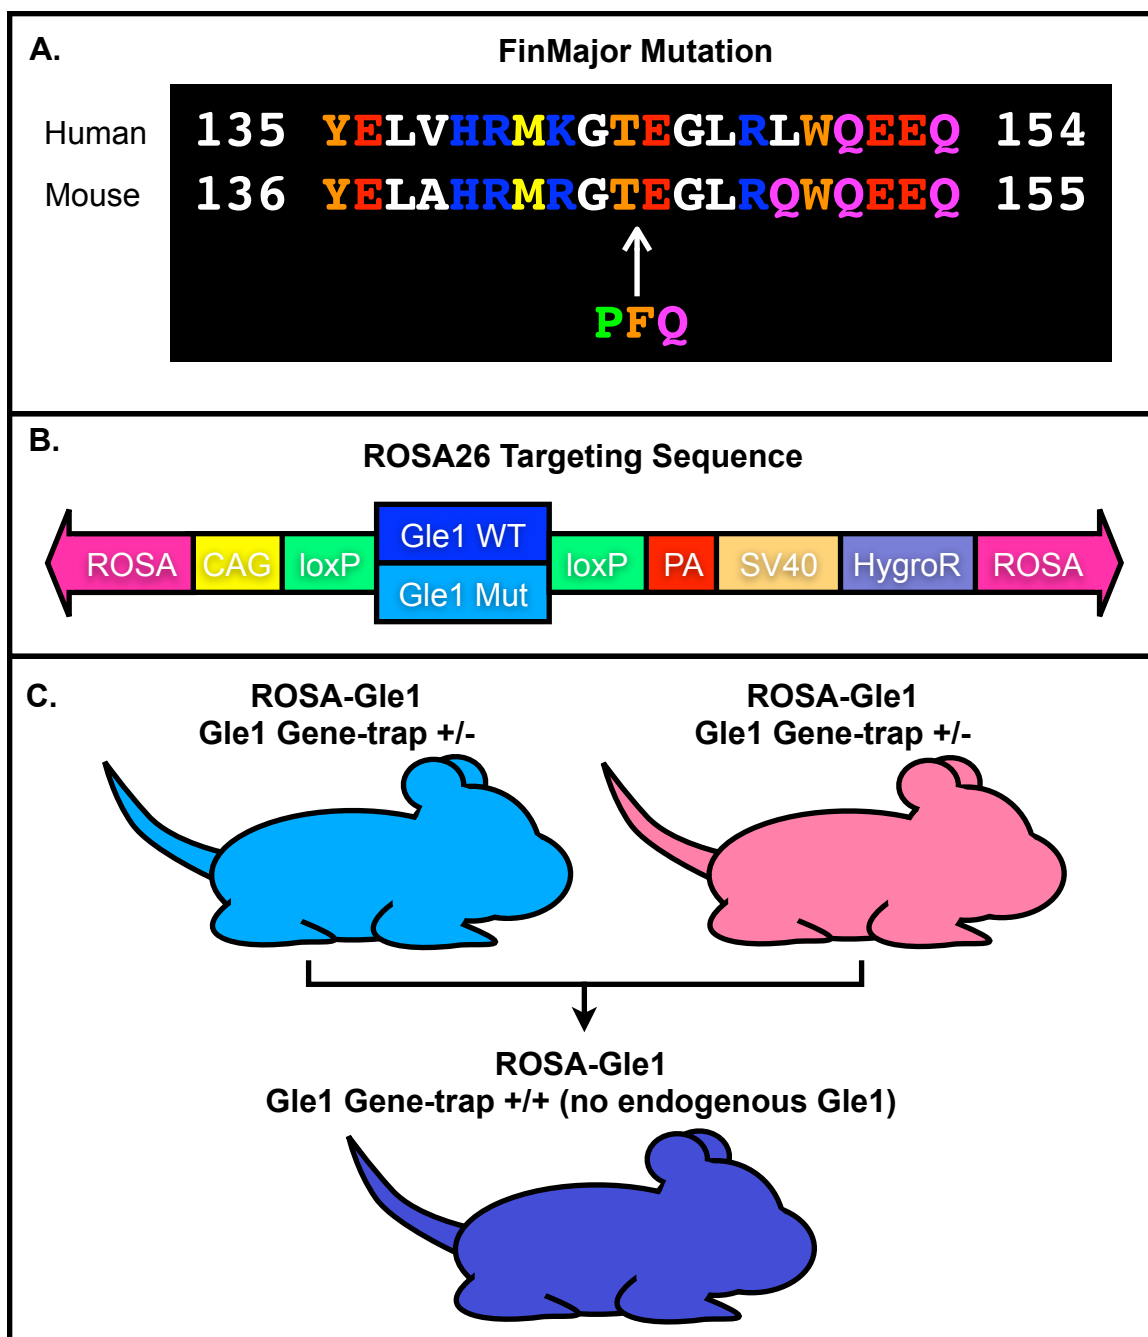 A.
FinMajor Mutation
Human 135 YELVHRMKGTEGLRLWQEEQ 154
Mouse 136 YELAHRMRGTEGLRQWQEEQ 155
PFQ
B.
ROSA26 Targeting Sequence
Gle1 WT
ROSA CAG loxP loxP PA SV40 HygroR ROSA
Gle1 Mut
C.
ROSA-Gle1
Gle1 Gene-trap +/-
ROSA-Gle1
Gle1 Gene-trap +/-
ROSA-Gle1
Gle1 Gene-trap +/+ (no endogenous Gle1)